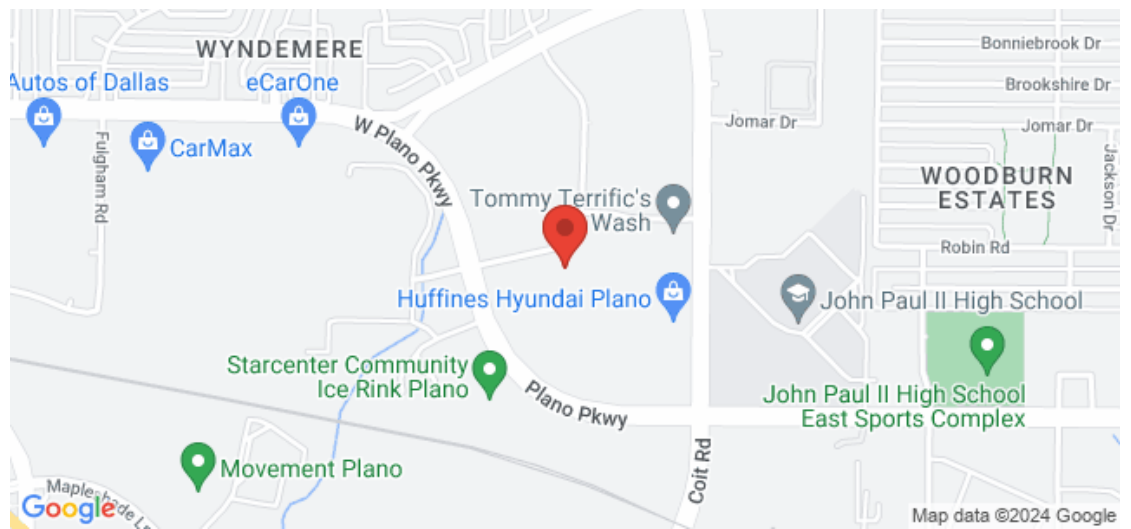 WYNDEMERE
Bonniebrook Dr
Autos of Dallas
eCarOne
Brookshire Dr
W Plano Pkwy
Jomar Dr
Jomar Dr
CarMax
Fulgham Rd
Jackson Dr
WOODBURN
ESTATES
Tommy Terrific's
Wash
Robin Rd
Huffines Hyundai Plano
John Paul II High School
Starcenter Community
Ice Rink Plano
Plano Pkwy
John Paul II High School
East Sports Complex
Coit Rd
Movement Plano
Mapleshade Ln
Google
Map data ©2024 Google